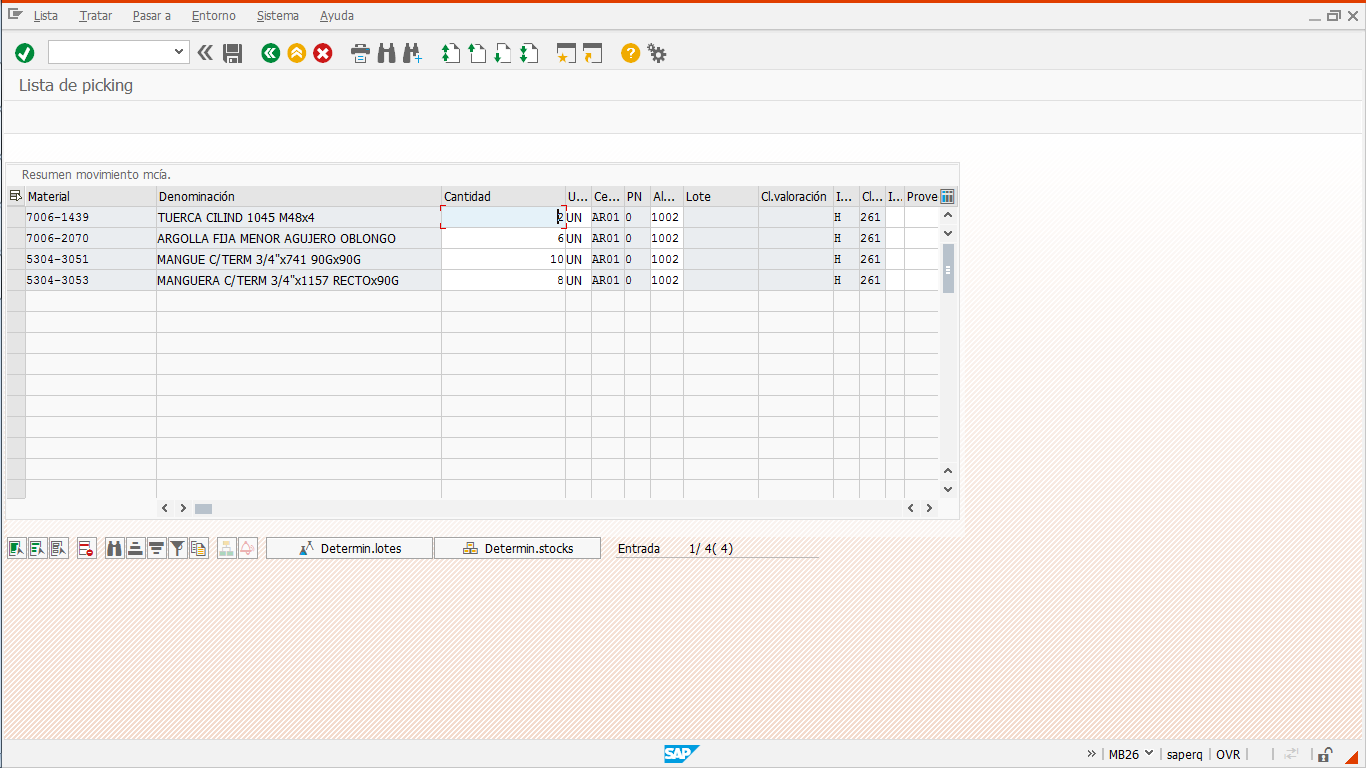 Lista Tratar Pasar a Entorno Sistema Ayuda
Lista de picking
Resumen movimiento mcía.
Material Denominación Cantidad U... Ce... PN Al... Lote Cl.valoración I... Cl... I... Prove
7006-1439 TUERCA CILIND 1045 M48x4 2 UN AR01 0 1002 H 261
7006-2070 ARGOLLA FIJA MENOR AGUJERO OBLONGO 6 UN AR01 0 1002 H 261
5304-3051 MANGUE C/TERM 3/4"x741 90Gx90G 10 UN AR01 0 1002 H 261
5304-3053 MANGUERA C/TERM 3/4"x1157 RECTOx90G 8 UN AR01 0 1002 H 261
Determin.lotes Determin.stocks Entrada 1/ 4( 4)
SAP MB26 saperq OVR